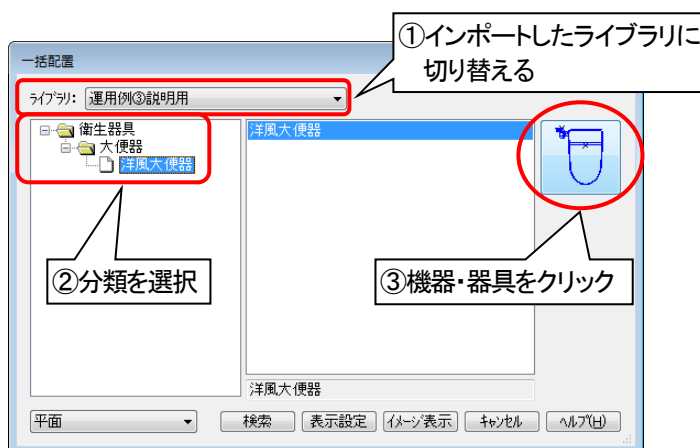 ①インポートしたライブラリに
切り替える
一括配置
ライブラリ: 運用例③説明用
衛生器具
大便器
洋風大便器
洋風大便器
②分類を選択
③機器・器具をクリック
洋風大便器
平面
検索
表示設定
イメージ表示
キャンセル
ヘルプ(H)